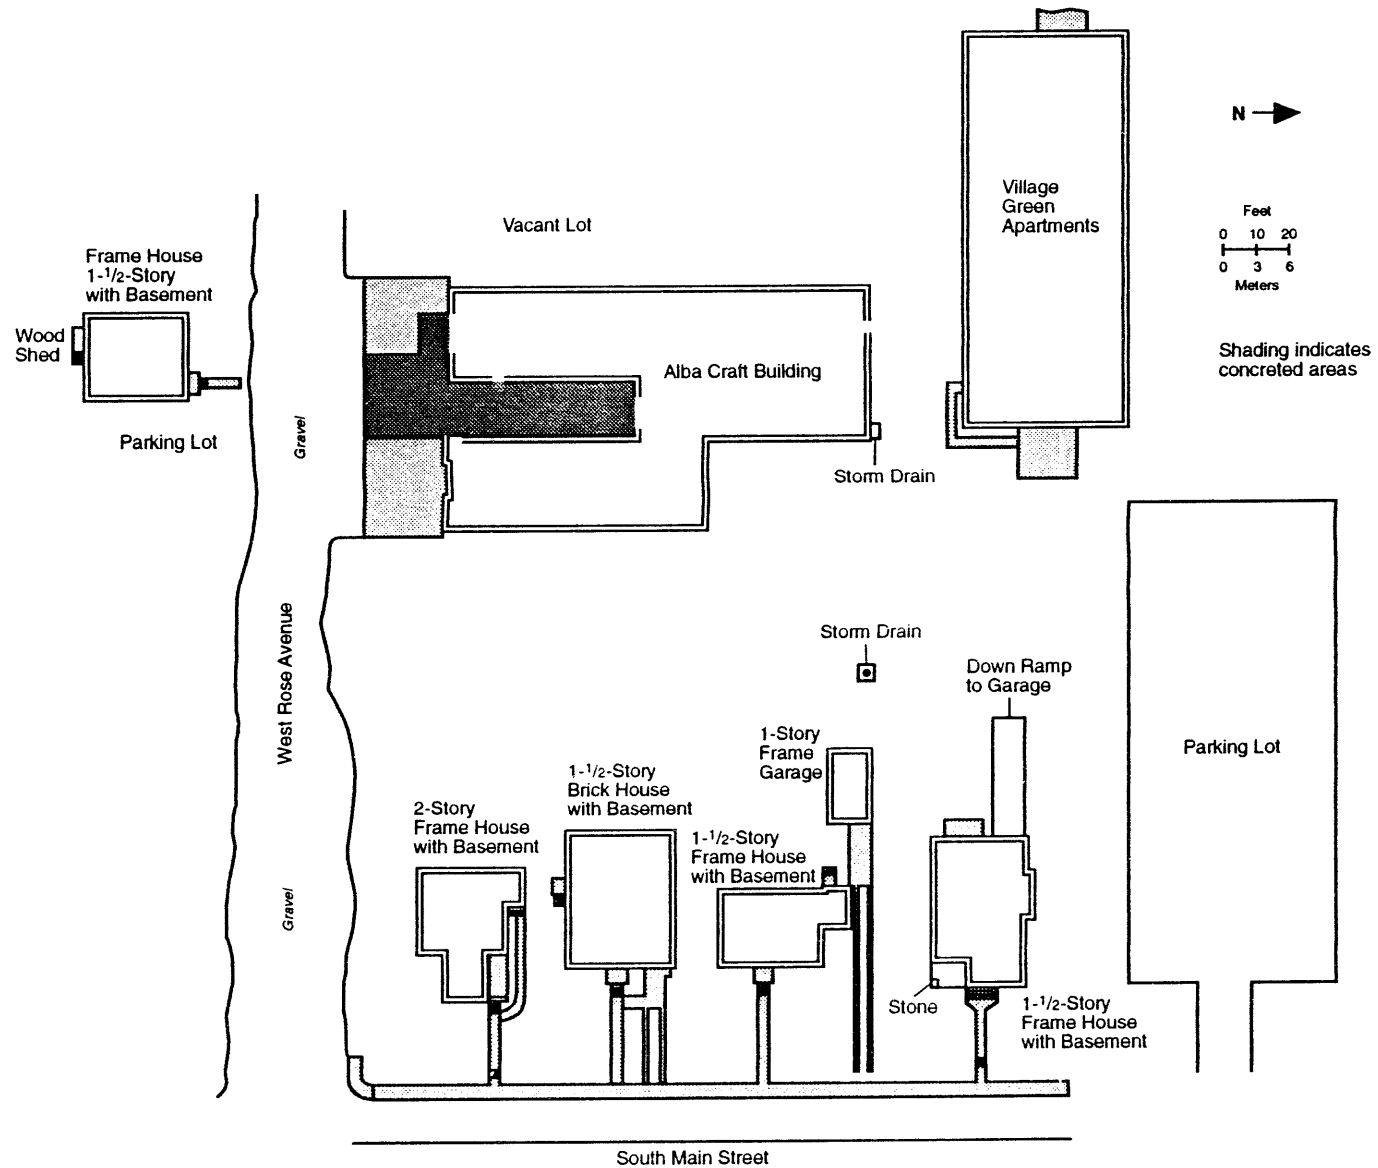 N
Village
Green
Apartments
Feet
0 10 20
0 3 6
Meters
Shading indicates
concreted areas
Vacant Lot
Frame House
1-1/2-Story
with Basement
Wood
Shed
Parking Lot
Gravel
Alba Craft Building
Storm Drain
West Rose Avenue
Storm Drain
Down Ramp
to Garage
Parking Lot
1-Story
Frame
Garage
1-1/2-Story
Brick House
with Basement
2-Story
Frame House
with Basement
1-1/2-Story
Frame House
with Basement
Gravel
Stone
1-1/2-Story
Frame House
with Basement
South Main Street